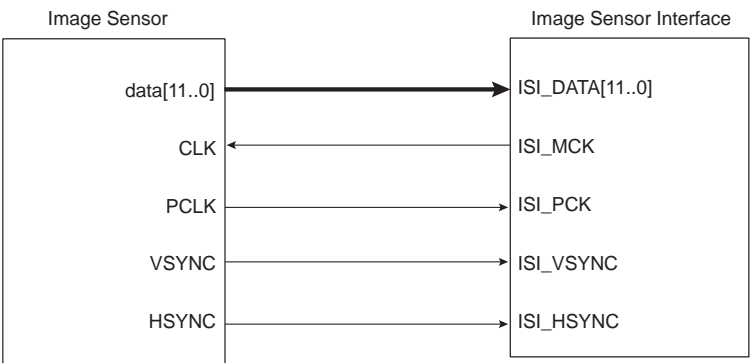 Image Sensor Image Sensor Interface
data[11..0] ISI_DATA[11..0]
CLK ISI_MCK
PCLK ISI_PCK
VSYNC ISI_VSYNC
HSYNC ISI_HSYNC